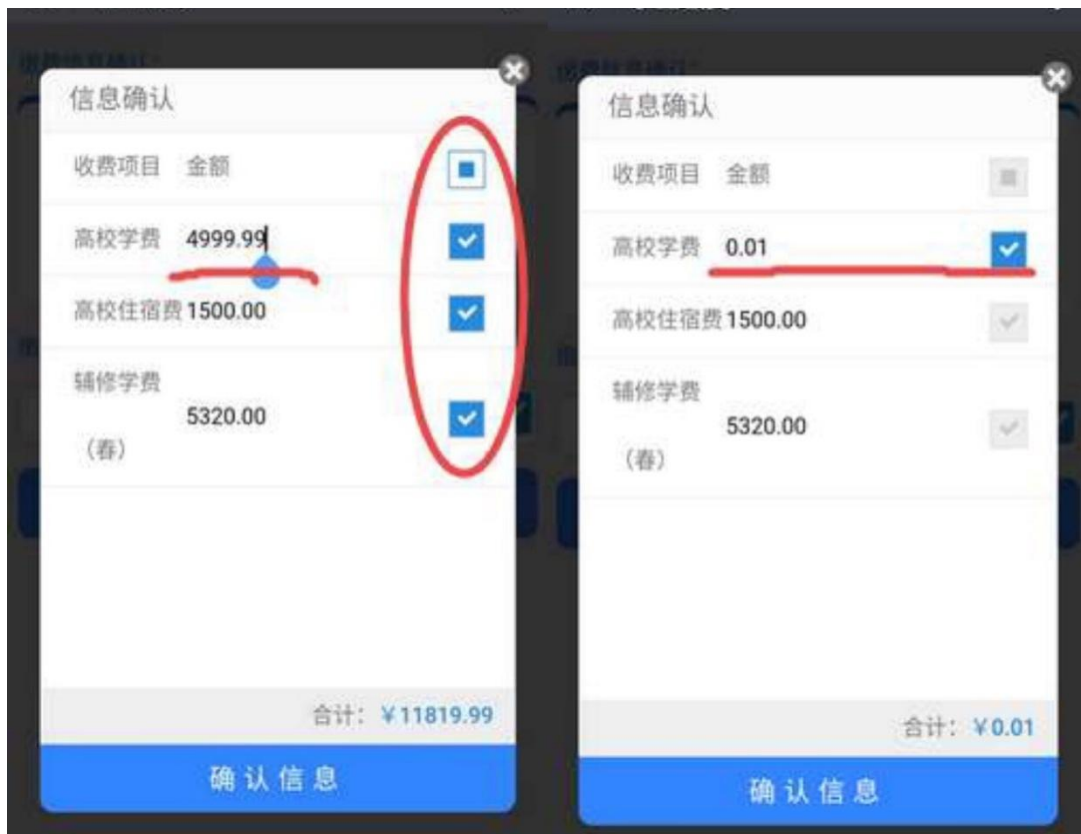 信息确认
收费项目 金额
高校学费 4999.99
高校住宿费 1500.00
辅修学费
5320.00
（春）
合计：￥11819.99
确认信息
信息确认
收费项目 金额
高校学费 0.01
高校住宿费 1500.00
辅修学费
5320.00
（春）
合计：￥0.01
确认信息